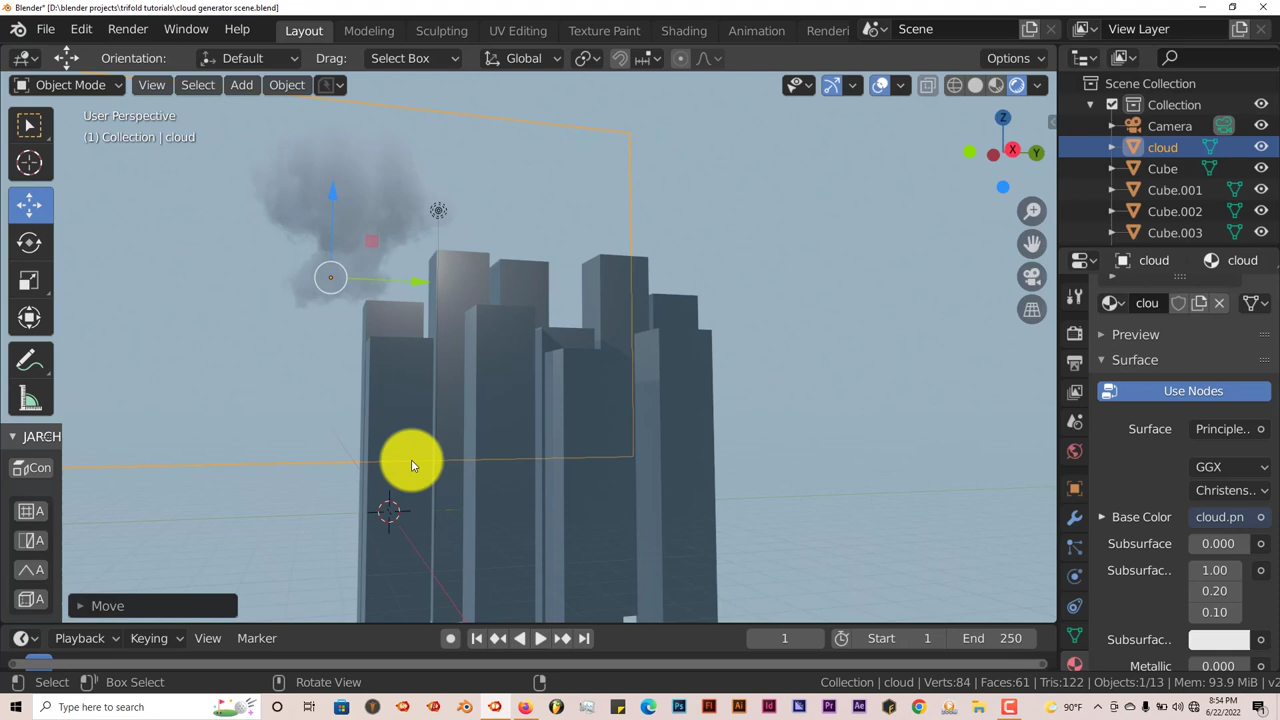 Blender* [D:\blender projects\trifold tutorials\cloud generator scene.blend]
File Edit Render Window Help Layout Modeling Sculpting UV Editing Texture Paint Shading Animation Renderi Scene View Layer
Orientation: Default Drag: Select Box Global Options
Object Mode View Select Add Object
User Perspective
(1) Collection | cloud
Z
X
Y
Scene Collection
Collection
Camera
cloud
Cube
Cube.001
Cube.002
Cube.003
cloud cloud
clou
Preview
Surface
Use Nodes
Surface Principle..
GGX
Christens..
Base Color cloud.pn
Subsurface 0.000
Subsurfac.. 1.00
0.20
0.10
Subsurfac..
Metallic 0.000
JARCH
Con
A
A
A
A
Move
Playback Keying View Marker 1 Start 1 End 250
Select Box Select Rotate View Collection | cloud | Verts:84 | Faces:61 | Tris:122 | Objects:1/13 | Mem: 93.9 MiB | v2
Type here to search 90°F 8:54 PM
6/22/2022